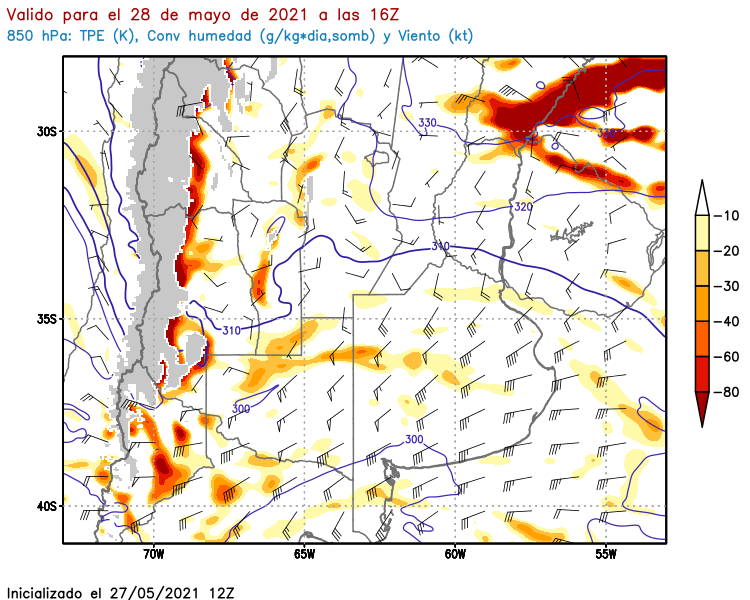 Valido para el 28 de mayo de 2021 a las 16Z
850 hPa: TPE (K), Conv humedad (g/kg*dia,somb) y Viento (kt)
330
330
30S
320
310
310
35S
300
300
40S
70W 65W 60W 55W
-10
-20
-30
-40
-60
-80
Inicializado el 27/05/2021 12Z